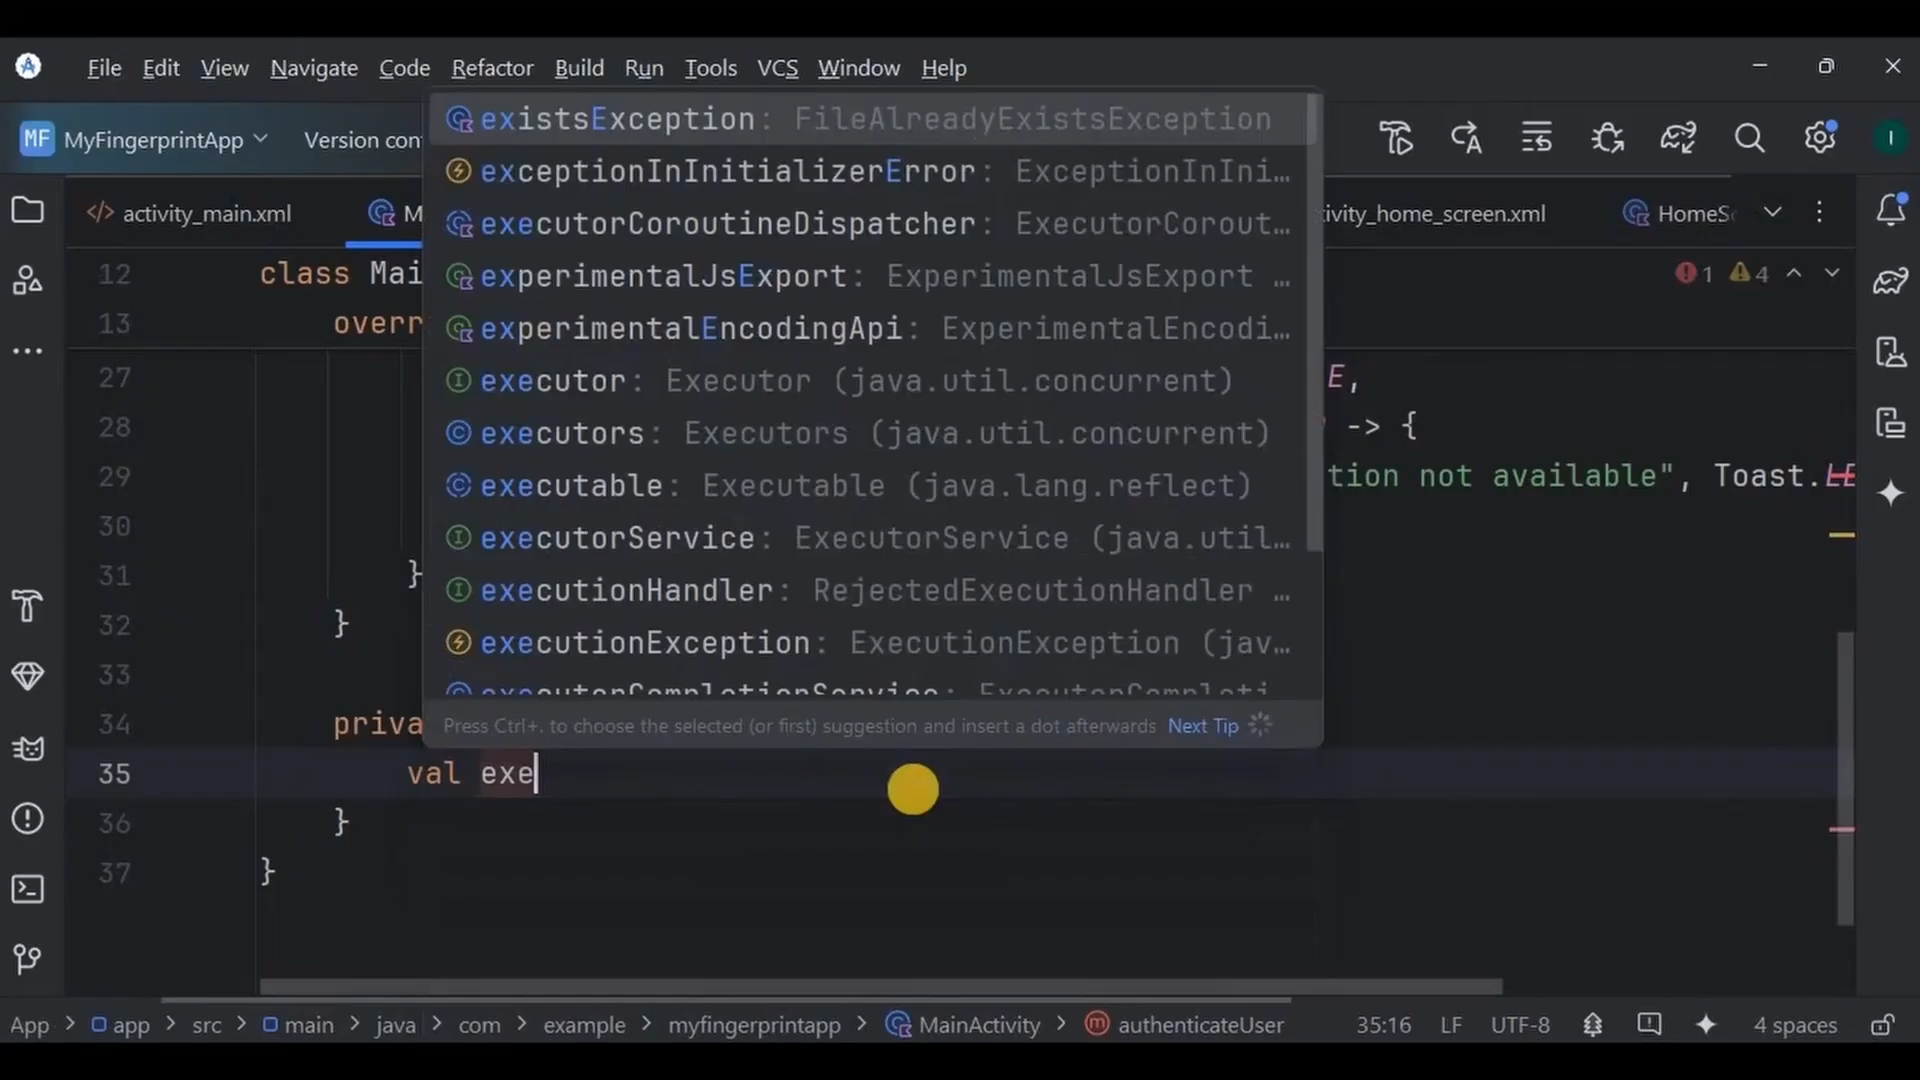 File Edit View Navigate Code Refactor Build Run Tools VCS Window Help
MF MyFingerprintApp Version con
activity_main.xml M
ivity_home_screen.xml HomeSc
12 class Mai
13 overr
27 E,
28 -> {
29 tion not available", Toast.LE
30
31 }
32 }
33
34 priva
35 val exe
36 }
37 }
1 4
existsException: FileAlreadyExistsException
exceptionInInitializerError: ExceptionInIni…
executorCoroutineDispatcher: ExecutorCorout…
experimentalJsExport: ExperimentalJsExport …
experimentalEncodingApi: ExperimentalEncodi…
executor: Executor (java.util.concurrent)
executors: Executors (java.util.concurrent)
executable: Executable (java.lang.reflect)
executorService: ExecutorService (java.util…
executionHandler: RejectedExecutionHandler …
executionException: ExecutionException (jav…
executorCompletionService: ExecutorCompleti
Press Ctrl+. to choose the selected (or first) suggestion and insert a dot afterwards Next Tip
App > app > src > main > java > com > example > myfingerprintapp > MainActivity > authenticateUser 35:16 LF UTF-8 4 spaces